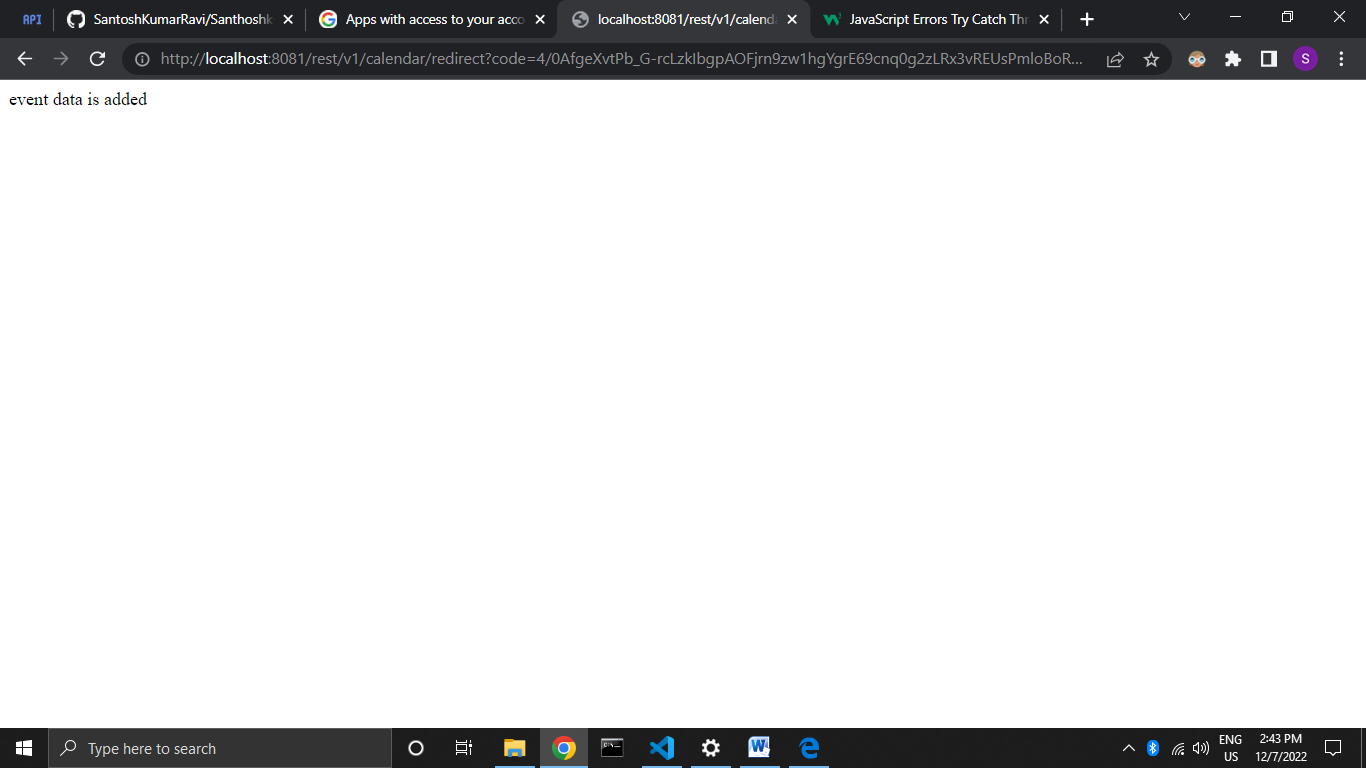 API
SantoshKumarRavi/Santhoshk
Apps with access to your acco
localhost:8081/rest/v1/calenda
JavaScript Errors Try Catch Thr
http://localhost:8081/rest/v1/calendar/redirect?code=4/0AfgeXvtPb_G-rcLzkIbgpAOFjrn9zw1hgYgrE69cnq0g2zLRx3vREUsPmloBoR...
S
event data is added
Type here to search
ENG
US
2:43 PM
12/7/2022